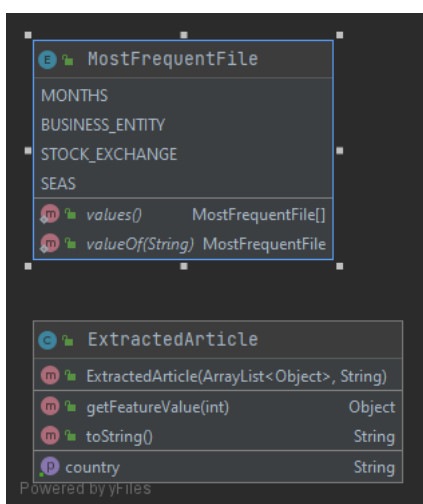 E MostFrequentFile
MONTHS
BUSINESS_ENTITY
STOCK_EXCHANGE
SEAS
m values() MostFrequentFile[]
m valueOf(String) MostFrequentFile
C ExtractedArticle
m ExtractedArticle(ArrayList<Object>, String)
m getFeatureValue(int) Object
m toString() String
p country String
Powered by yFiles